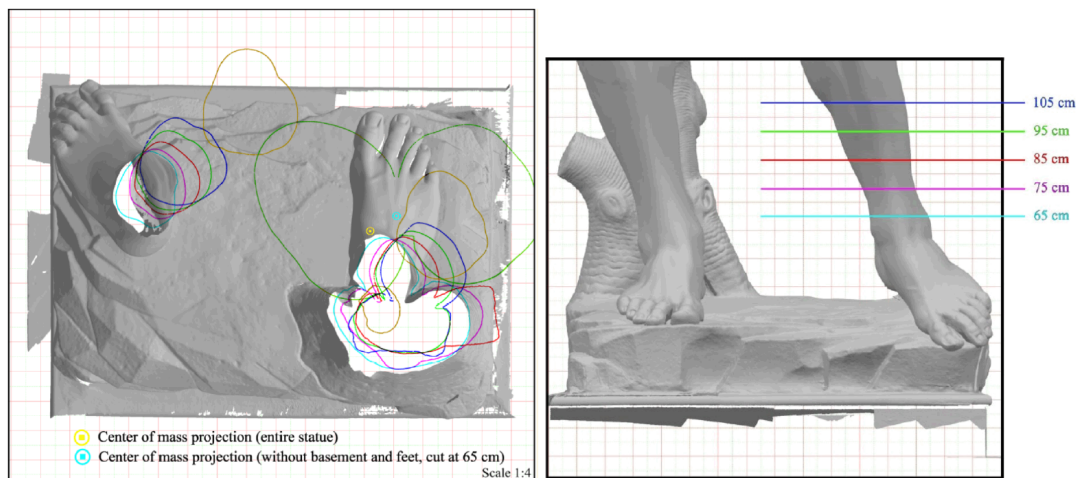 Center of mass projection (entire statue)
Center of mass projection (without basement and feet, cut at 65 cm)
Scale 1:4
105 cm
95 cm
85 cm
75 cm
65 cm